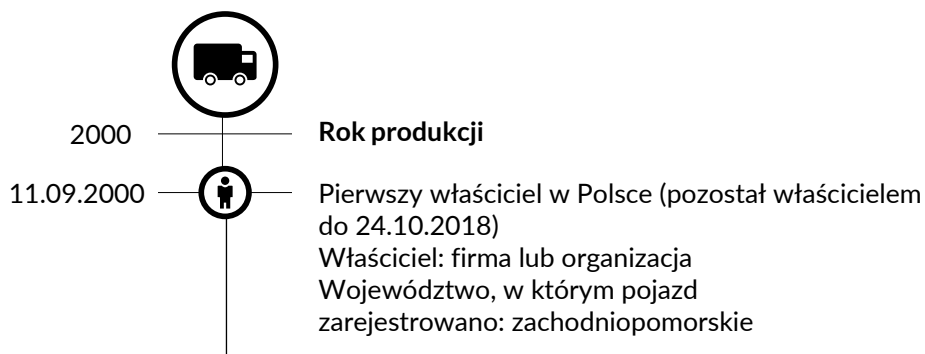 2000
Rok produkcji
11.09.2000
Pierwszy właściciel w Polsce (pozostał właścicielem
do 24.10.2018)
Właściciel: firma lub organizacja
Województwo, w którym pojazd
zarejestrowano: zachodniopomorskie